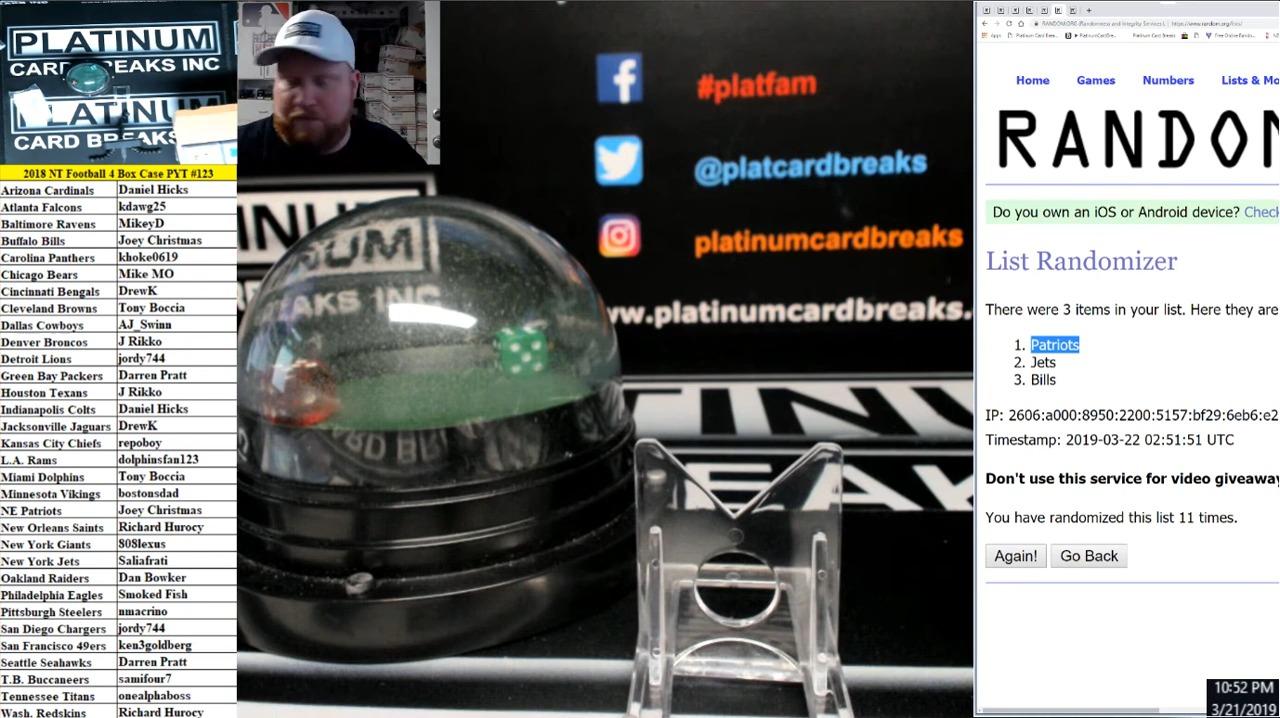 PLATINUM
CARD BREAKS INC
PLATINUM
CARD BREAKS
2018 NT Football 4 Box Case PYT #123
Arizona Cardinals Daniel Hicks
Atlanta Falcons kdawg25
Baltimore Ravens MikeyD
Buffalo Bills Joey Christmas
Carolina Panthers khoke0619
Chicago Bears Mike MO
Cincinnati Bengals DrewK
Cleveland Browns Tony Boccia
Dallas Cowboys AJ_Swinn
Denver Broncos J Rikko
Detroit Lions jordy744
Green Bay Packers Darren Pratt
Houston Texans J Rikko
Indianapolis Colts Daniel Hicks
Jacksonville Jaguars DrewK
Kansas City Chiefs repoboy
L.A. Rams dolphinsfan123
Miami Dolphins Tony Boccia
Minnesota Vikings bostonsdad
NE Patriots Joey Christmas
New Orleans Saints Richard Hurocy
New York Giants 808lexus
New York Jets Saliafrati
Oakland Raiders Dan Bowker
Philadelphia Eagles Smoked Fish
Pittsburgh Steelers nmacrino
San Diego Chargers jordy744
San Francisco 49ers ken3goldberg
Seattle Seahawks Darren Pratt
T.B. Buccaneers samifour7
Tennessee Titans onealphaboss
Wash. Redskins Richard Hurocy
#platfam
@platcardbreaks
platinumcardbreaks
www.platinumcardbreaks.
Home Games Numbers Lists & Mo
RANDO
Do you own an iOS or Android device? Check
List Randomizer
There were 3 items in your list. Here they are
1. Patriots
2. Jets
3. Bills
IP: 2606:a000:8950:2200:5157:bf29:6eb6:e2
Timestamp: 2019-03-22 02:51:51 UTC
Don't use this service for video giveaway
You have randomized this list 11 times.
Again! Go Back
10:52 PM
3/21/2019